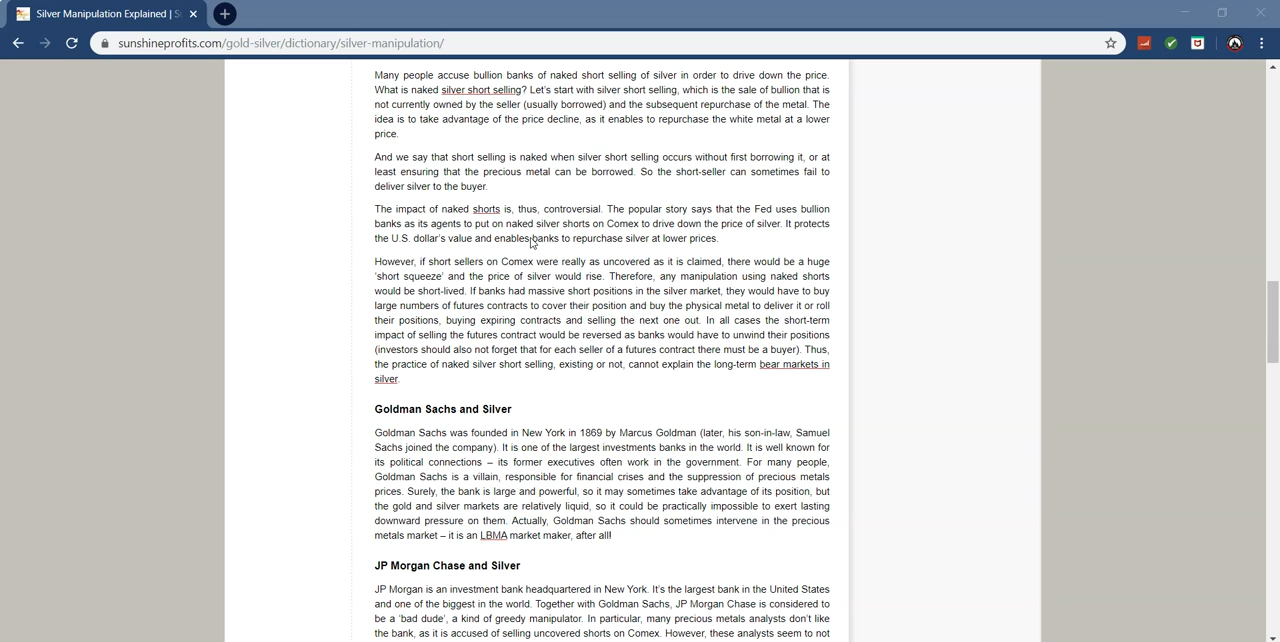 Silver Manipulation Explained | S
sunshineprofits.com/gold-silver/dictionary/silver-manipulation/
Many people accuse bullion banks of naked short selling of silver in order to drive down the price.
What is naked silver short selling? Let's start with silver short selling, which is the sale of bullion that is
not currently owned by the seller (usually borrowed) and the subsequent repurchase of the metal. The
idea is to take advantage of the price decline, as it enables to repurchase the white metal at a lower
price.
And we say that short selling is naked when silver short selling occurs without first borrowing it, or at
least ensuring that the precious metal can be borrowed. So the short-seller can sometimes fail to
deliver silver to the buyer.
The impact of naked shorts is, thus, controversial. The popular story says that the Fed uses bullion
banks as its agents to put on naked silver shorts on Comex to drive down the price of silver. It protects
the U.S. dollar's value and enables banks to repurchase silver at lower prices.
However, if short sellers on Comex were really as uncovered as it is claimed, there would be a huge
'short squeeze' and the price of silver would rise. Therefore, any manipulation using naked shorts
would be short-lived. If banks had massive short positions in the silver market, they would have to buy
large numbers of futures contracts to cover their position and buy the physical metal to deliver it or roll
their positions, buying expiring contracts and selling the next one out. In all cases the short-term
impact of selling the futures contract would be reversed as banks would have to unwind their positions
(investors should also not forget that for each seller of a futures contract there must be a buyer). Thus,
the practice of naked silver short selling, existing or not, cannot explain the long-term bear markets in
silver.
Goldman Sachs and Silver
Goldman Sachs was founded in New York in 1869 by Marcus Goldman (later, his son-in-law, Samuel
Sachs joined the company). It is one of the largest investments banks in the world. It is well known for
its political connections – its former executives often work in the government. For many people,
Goldman Sachs is a villain, responsible for financial crises and the suppression of precious metals
prices. Surely, the bank is large and powerful, so it may sometimes take advantage of its position, but
the gold and silver markets are relatively liquid, so it could be practically impossible to exert lasting
downward pressure on them. Actually, Goldman Sachs should sometimes intervene in the precious
metals market – it is an LBMA market maker, after all!
JP Morgan Chase and Silver
JP Morgan is an investment bank headquartered in New York. It's the largest bank in the United States
and one of the biggest in the world. Together with Goldman Sachs, JP Morgan Chase is considered to
be a 'bad dude', a kind of greedy manipulator. In particular, many precious metals analysts don't like
the bank, as it is accused of selling uncovered shorts on Comex. However, these analysts seem to not